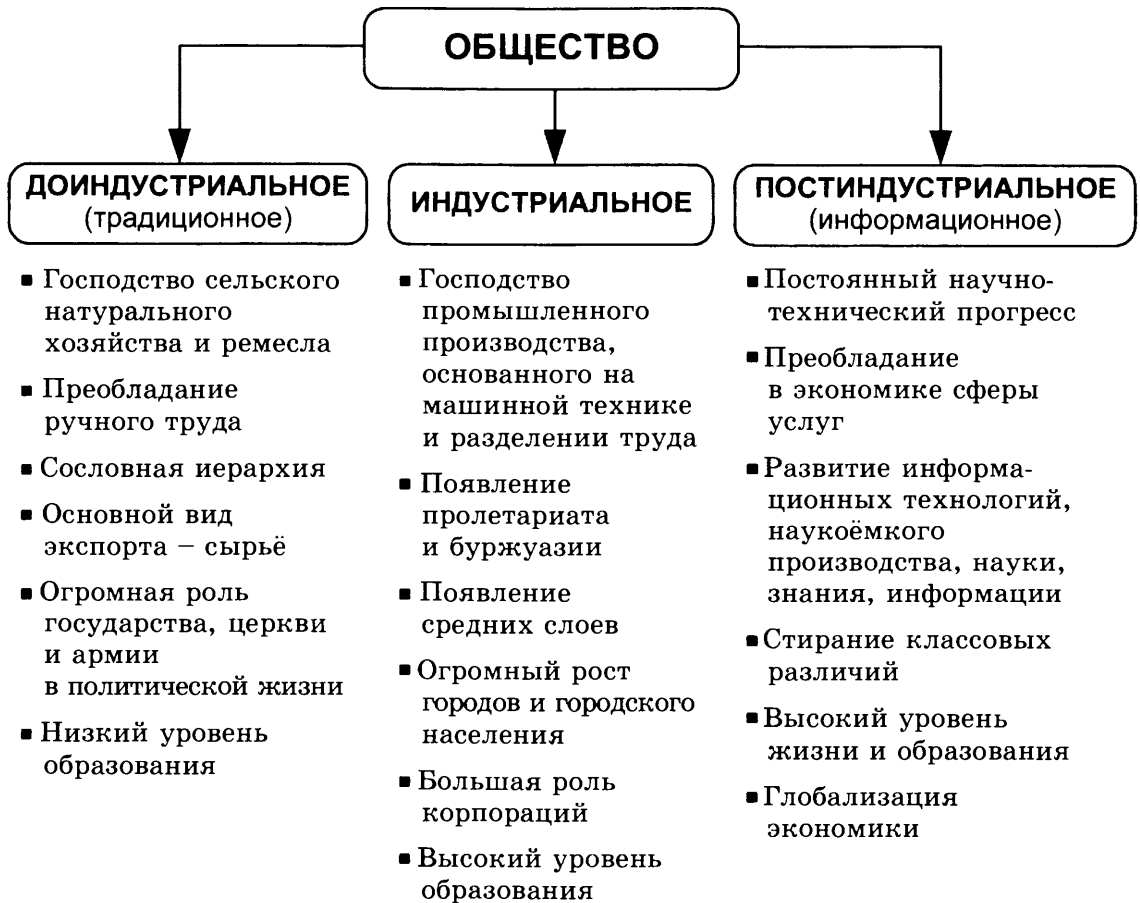 ОБЩЕСТВО
ДОИНДУСТРИАЛЬНОЕ
(традиционное)
▪ Господство сельского
натурального
хозяйства и ремесла
▪ Преобладание
ручного труда
▪ Сословная иерархия
▪ Основной вид
экспорта – сырьё
▪ Огромная роль
государства, церкви
и армии
в политической жизни
▪ Низкий уровень
образования
ИНДУСТРИАЛЬНОЕ
▪ Господство
промышленного
производства,
основанного на
машинной технике
и разделении труда
▪ Появление
пролетариата
и буржуазии
▪ Появление
средних слоев
▪ Огромный рост
городов и городского
населения
▪ Большая роль
корпораций
▪ Высокий уровень
образования
ПОСТИНДУСТРИАЛЬНОЕ
(информационное)
▪ Постоянный научно-
технический прогресс
▪ Преобладание
в экономике сферы
услуг
▪ Развитие информа-
ционных технологий,
наукоёмкого
производства, науки,
знания, информации
▪ Стирание классовых
различий
▪ Высокий уровень
жизни и образования
▪ Глобализация
экономики